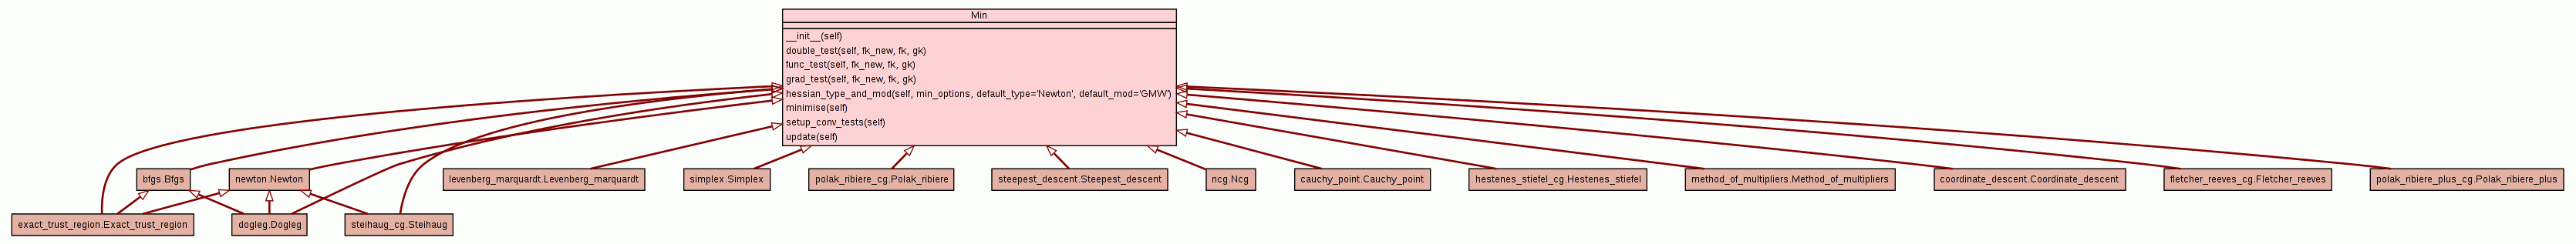 Min
__init__(self)
double_test(self, fk_new, fk, gk)
func_test(self, fk_new, fk, gk)
grad_test(self, fk_new, fk, gk)
hessian_type_and_mod(self, min_options, default_type='Newton', default_mod='GMW')
minimise(self)
setup_conv_tests(self)
update(self)
bfgs.Bfgs
newton.Newton
levenberg_marquardt.Levenberg_marquardt
simplex.Simplex
polak_ribiere_cg.Polak_ribiere
steepest_descent.Steepest_descent
ncg.Ncg
cauchy_point.Cauchy_point
hestenes_stiefel_cg.Hestenes_stiefel
method_of_multipliers.Method_of_multipliers
coordinate_descent.Coordinate_descent
fletcher_reeves_cg.Fletcher_reeves
polak_ribiere_plus_cg.Polak_ribiere_plus
exact_trust_region.Exact_trust_region
dogleg.Dogleg
steihaug_cg.Steihaug